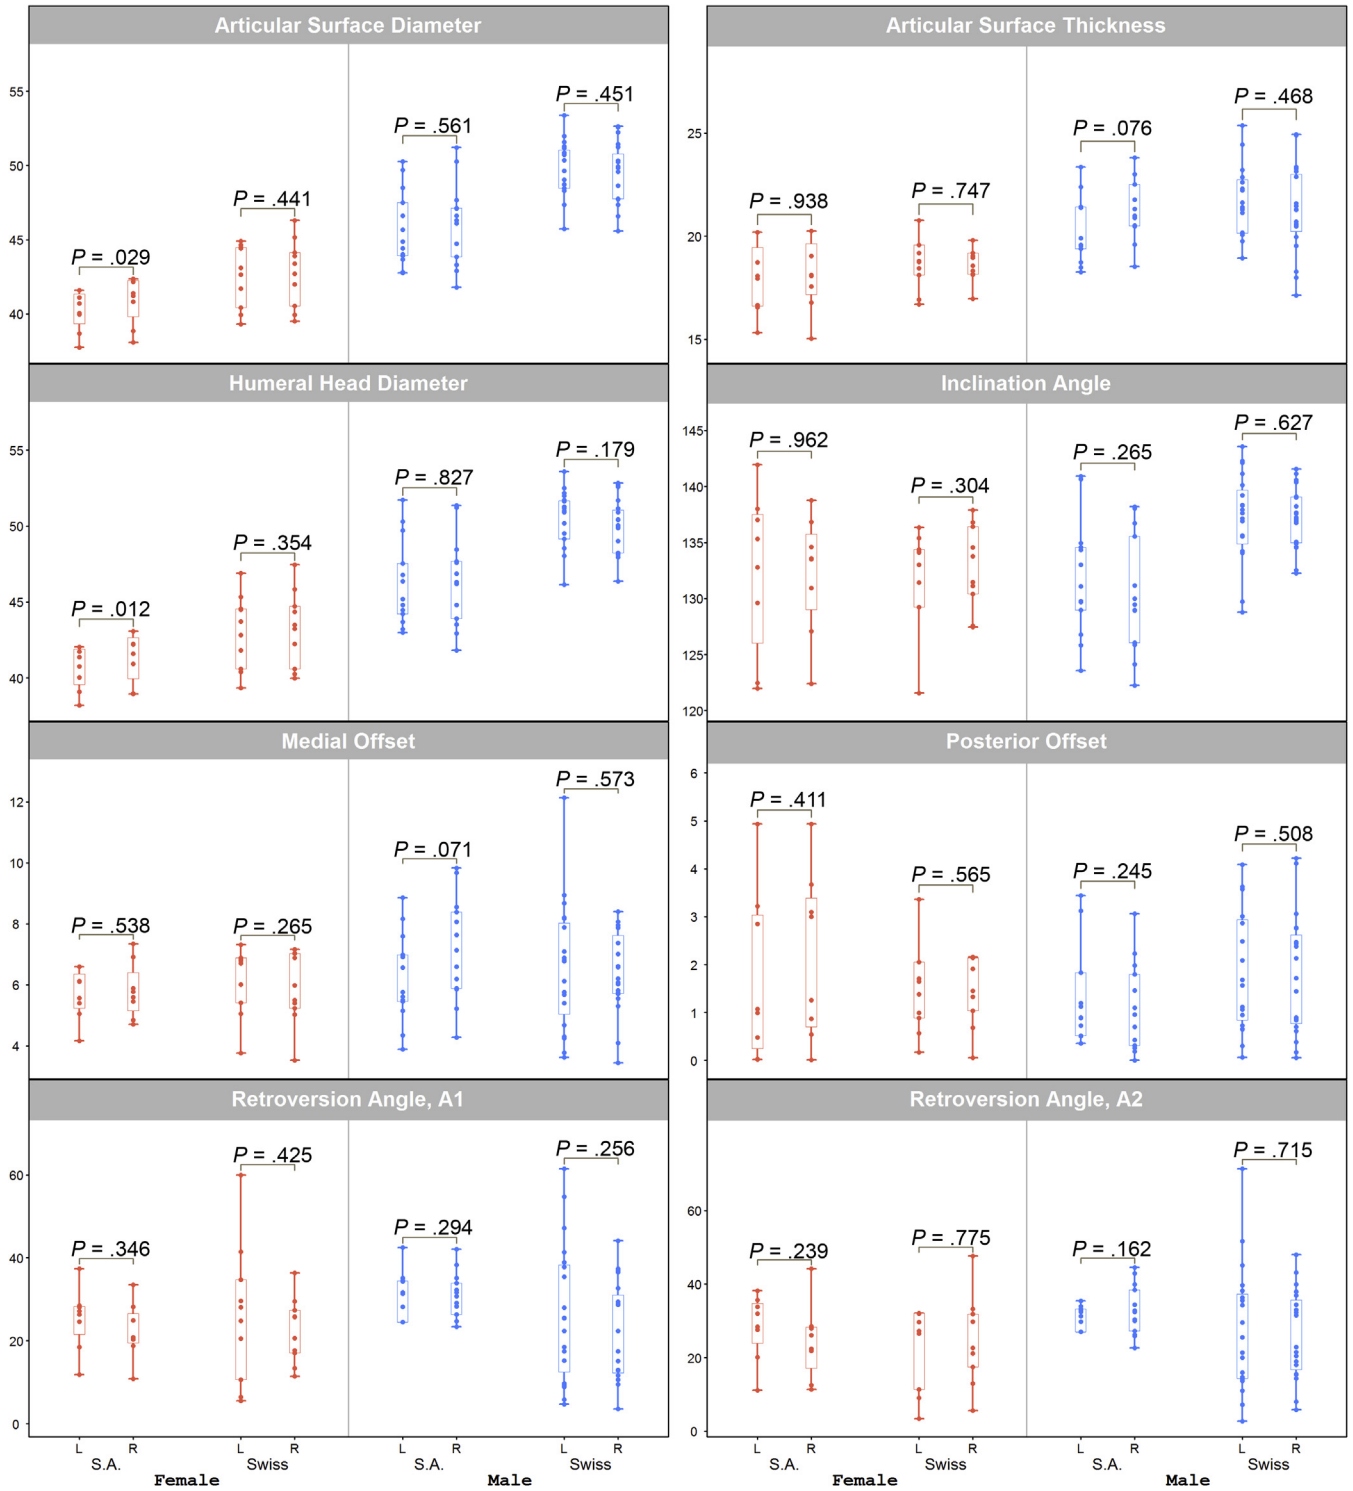 Articular Surface Diameter
55
50
45
40
P = .029
P = .441
P = .561
P = .451
Articular Surface Thickness
25
20
15
P = .938
P = .747
P = .076
P = .468
Humeral Head Diameter
55
50
45
40
P = .012
P = .354
P = .827
P = .179
Inclination Angle
145
140
135
130
125
120
P = .962
P = .304
P = .265
P = .627
Medial Offset
12
10
8
6
4
P = .538
P = .265
P = .071
P = .573
Posterior Offset
6
5
4
3
2
1
0
P = .411
P = .565
P = .245
P = .508
Retroversion Angle, A1
60
40
20
0
P = .346
P = .425
P = .294
P = .256
L R L R L R L R
S.A. Swiss S.A. Swiss
Female Male
Retroversion Angle, A2
60
40
20
0
P = .239
P = .775
P = .162
P = .715
L R L R L R L R
S.A. Swiss S.A. Swiss
Female Male